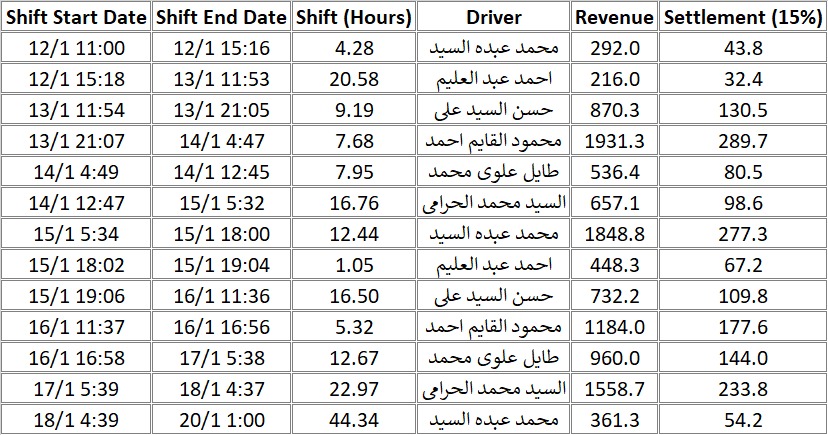 Shift Start Date Shift End Date Shift (Hours) Driver Revenue Settlement (15%)
12/1 11:00 12/1 15:16 4.28 محمد عبده السيد 292.0 43.8
12/1 15:18 13/1 11:53 20.58 احمد عبد العليم 216.0 32.4
13/1 11:54 13/1 21:05 9.19 حسن السيد على 870.3 130.5
13/1 21:07 14/1 4:47 7.68 محمود القايم احمد 1931.3 289.7
14/1 4:49 14/1 12:45 7.95 طايل علوى محمد 536.4 80.5
14/1 12:47 15/1 5:32 16.76 السيد محمد الحرامى 657.1 98.6
15/1 5:34 15/1 18:00 12.44 محمد عبده السيد 1848.8 277.3
15/1 18:02 15/1 19:04 1.05 احمد عبد العليم 448.3 67.2
15/1 19:06 16/1 11:36 16.50 حسن السيد على 732.2 109.8
16/1 11:37 16/1 16:56 5.32 محمود القايم احمد 1184.0 177.6
16/1 16:58 17/1 5:38 12.67 طايل علوى محمد 960.0 144.0
17/1 5:39 18/1 4:37 22.97 السيد محمد الحرامى 1558.7 233.8
18/1 4:39 20/1 1:00 44.34 محمد عبده السيد 361.3 54.2